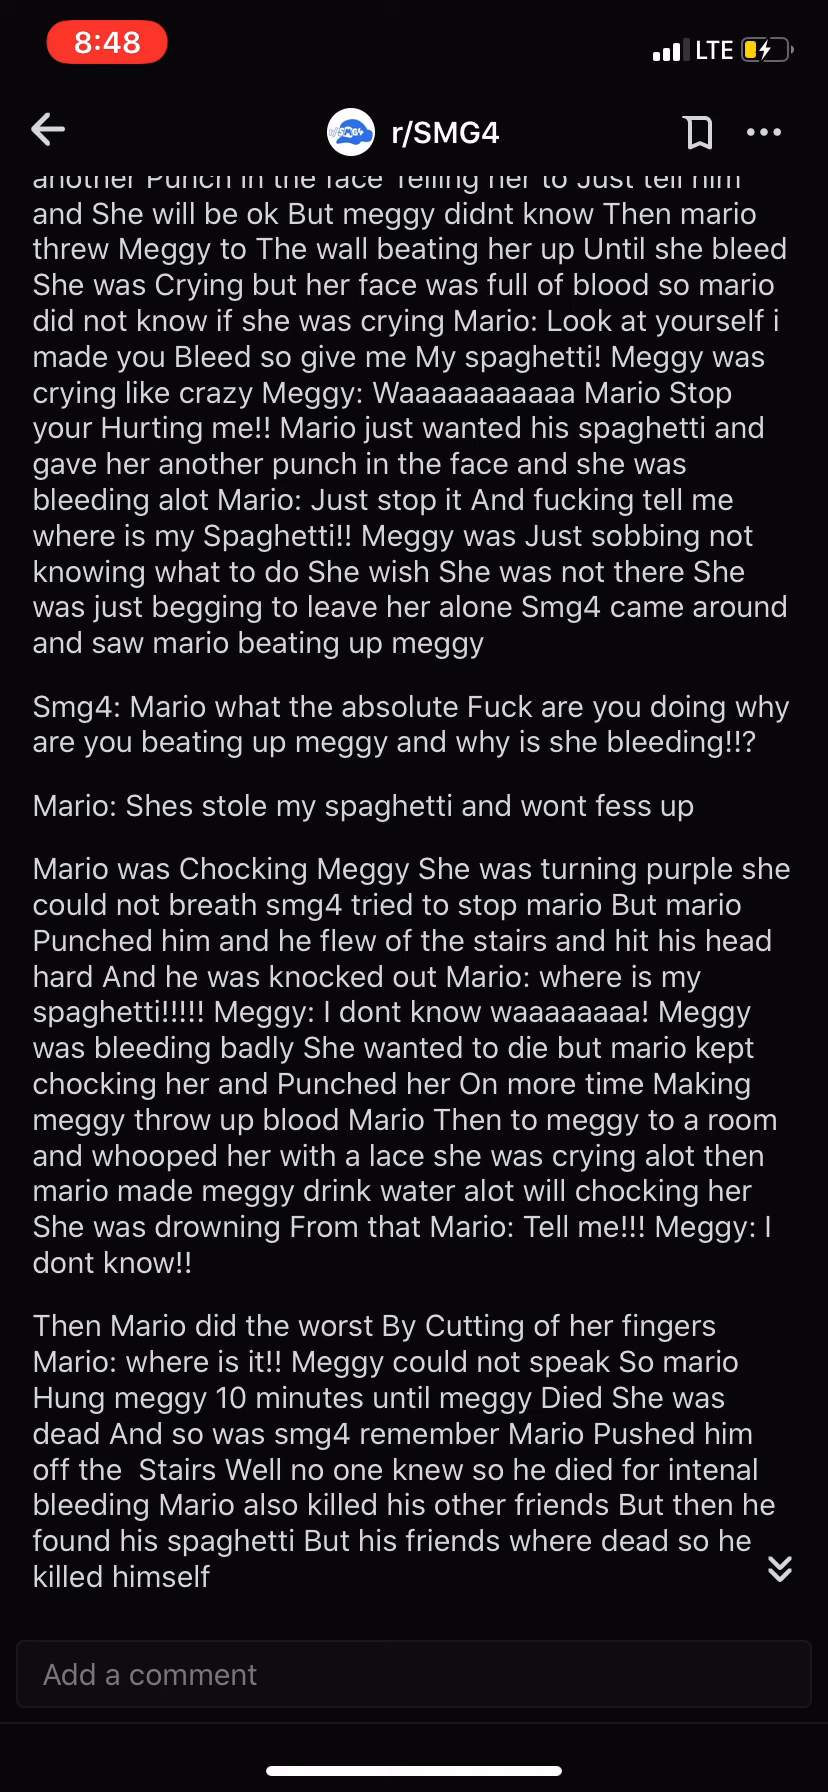 8:48
LTE
r/SMG4
another Punch in the face Telling her to Just tell him
and She will be ok But meggy didnt know Then mario
threw Meggy to The wall beating her up Until she bleed
She was Crying but her face was full of blood so mario
did not know if she was crying Mario: Look at yourself i
made you Bleed so give me My spaghetti! Meggy was
crying like crazy Meggy: Waaaaaaaaaaa Mario Stop
your Hurting me!! Mario just wanted his spaghetti and
gave her another punch in the face and she was
bleeding alot Mario: Just stop it And fucking tell me
where is my Spaghetti!! Meggy was Just sobbing not
knowing what to do She wish She was not there She
was just begging to leave her alone Smg4 came around
and saw mario beating up meggy
Smg4: Mario what the absolute Fuck are you doing why
are you beating up meggy and why is she bleeding!!?
Mario: Shes stole my spaghetti and wont fess up
Mario was Chocking Meggy She was turning purple she
could not breath smg4 tried to stop mario But mario
Punched him and he flew of the stairs and hit his head
hard And he was knocked out Mario: where is my
spaghetti!!!!! Meggy: I dont know waaaaaaaa! Meggy
was bleeding badly She wanted to die but mario kept
chocking her and Punched her On more time Making
meggy throw up blood Mario Then to meggy to a room
and whooped her with a lace she was crying alot then
mario made meggy drink water alot will chocking her
She was drowning From that Mario: Tell me!!! Meggy: I
dont know!!
Then Mario did the worst By Cutting of her fingers
Mario: where is it!! Meggy could not speak So mario
Hung meggy 10 minutes until meggy Died She was
dead And so was smg4 remember Mario Pushed him
off the  Stairs Well no one knew so he died for intenal
bleeding Mario also killed his other friends But then he
found his spaghetti But his friends where dead so he
killed himself
Add a comment